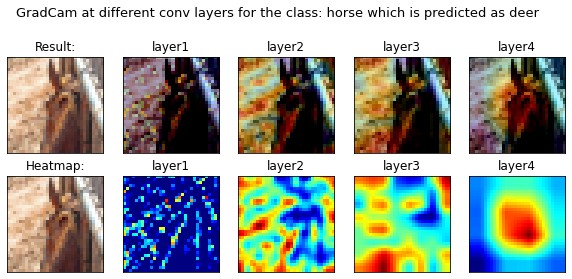 GradCam at different conv layers for the class: horse which is predicted as deer
Result: layer1 layer2 layer3 layer4
Heatmap: layer1 layer2 layer3 layer4